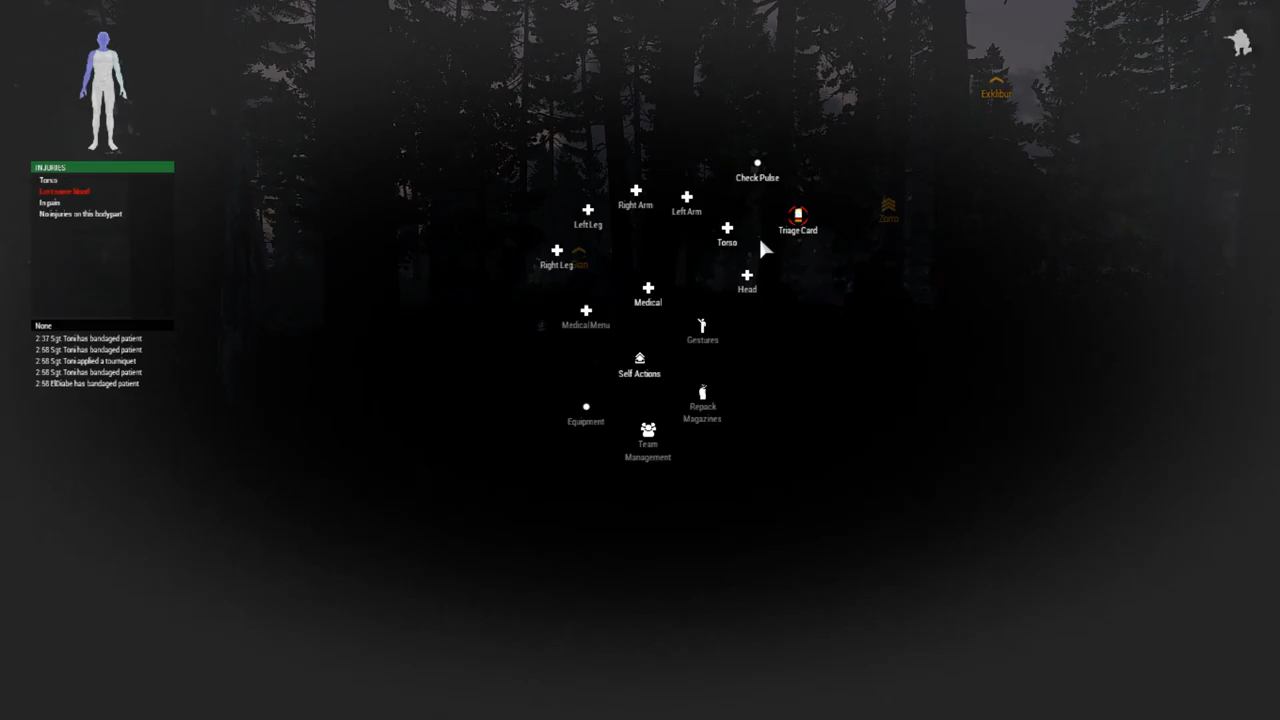 Exklibur
INJURIES
Torso
Lost some blood
In pain
No injuries on this bodypart
Check Pulse
Right Arm
Left Arm
Left Leg
Zorro
Triage Card
Torso
Right Leg
Head
Medical
None
Medical Menu
Gestures
2:37 Sgt. Toni has bandaged patient
2:58 Sgt. Toni has bandaged patient
2:58 Sgt. Toni applied a tourniquet
2:58 Sgt. Toni has bandaged patient
2:58 ElDiabe has bandaged patient
Self Actions
Repack
Magazines
Equipment
Team
Management